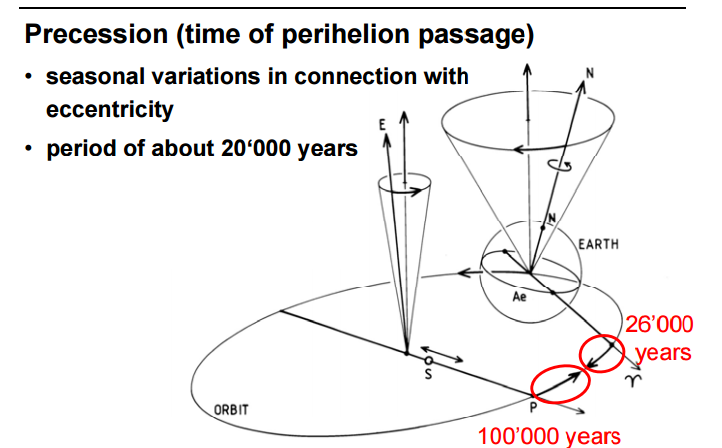 Precession (time of perihelion passage)
• seasonal variations in connection with
eccentricity
• period of about 20‘000 years
E
N
N
EARTH
Ae
26’000
years
♈
S
P
ORBIT
100’000 years